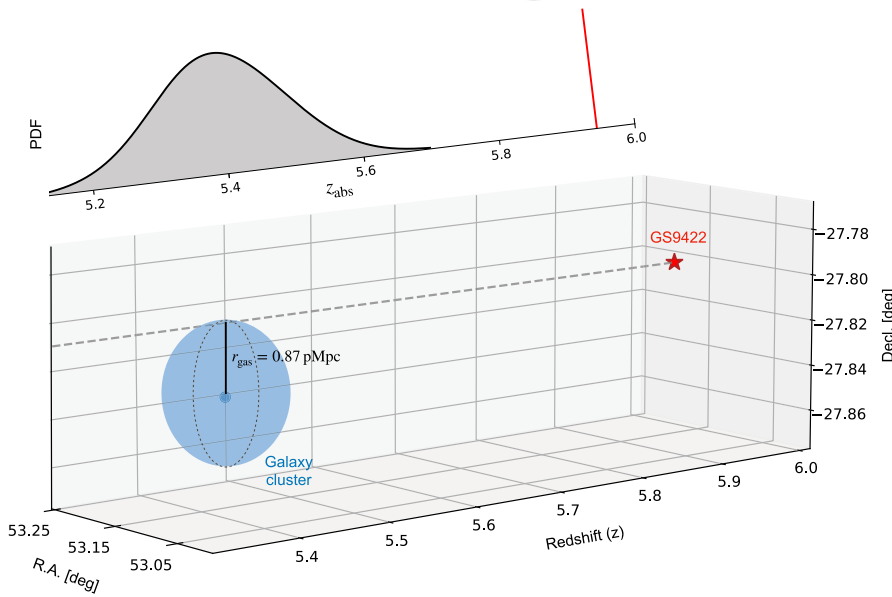 PDF
5.2
5.4
5.6
5.8
6.0
z_abs
GS9422
−27.78
−27.80
−27.82
−27.84
−27.86
Decl. [deg]
r_gas = 0.87 pMpc
Galaxy
cluster
53.25
53.15
53.05
R.A. [deg]
5.4
5.5
5.6
5.7
5.8
5.9
6.0
Redshift (z)